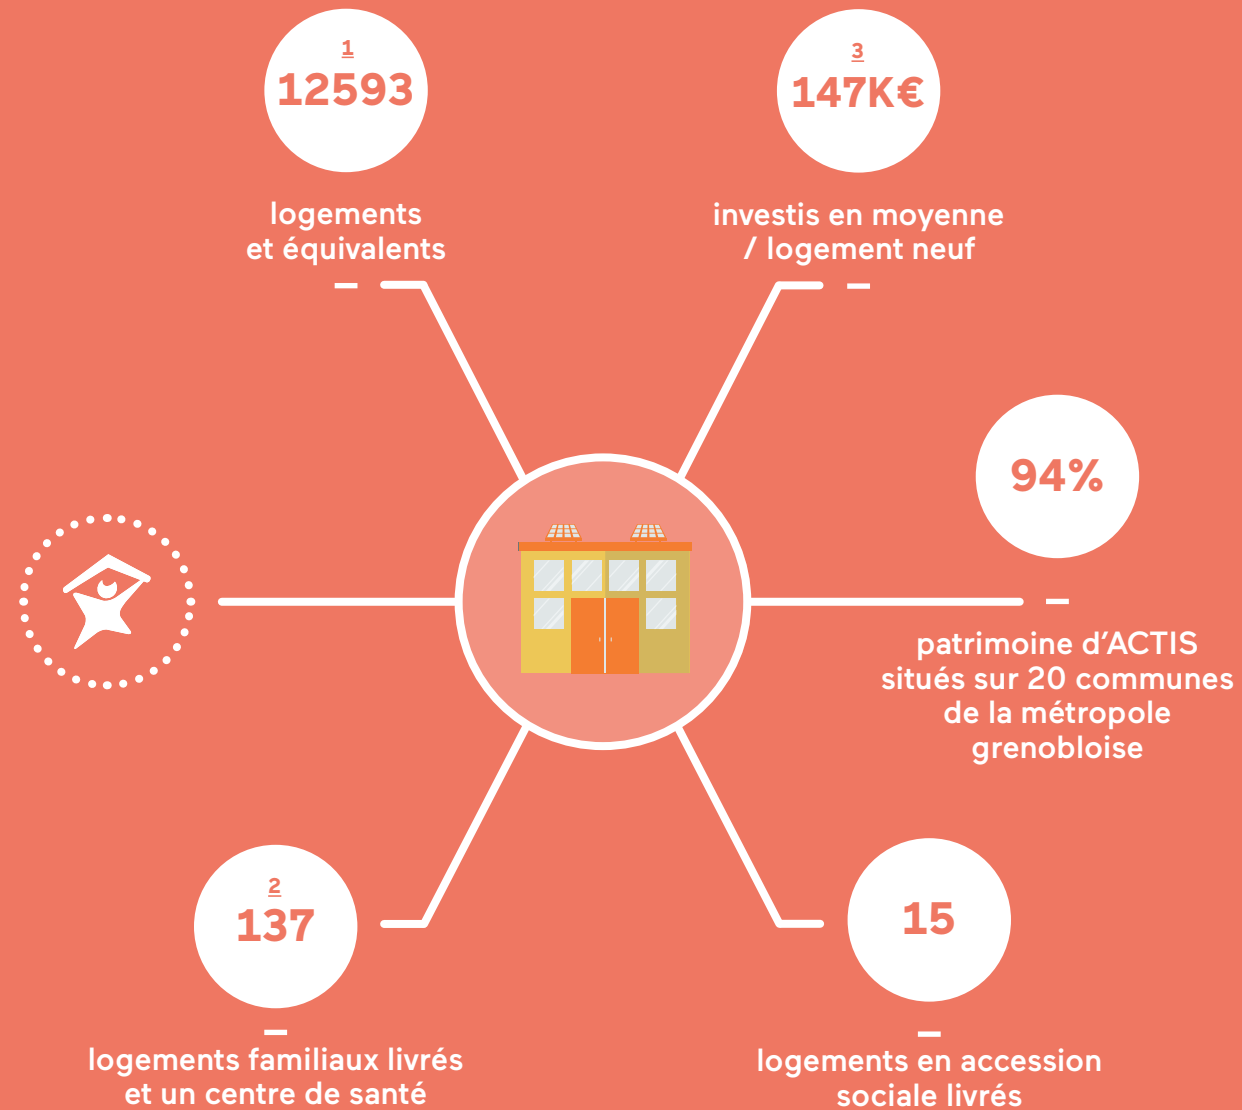 1
12593
logements
et équivalents
3
147K€
investis en moyenne
/ logement neuf
94%
patrimoine d’ACTIS
situés sur 20 communes
de la métropole
grenobloise
2
137
logements familiaux livrés
et un centre de santé
15
logements en accession
sociale livrés